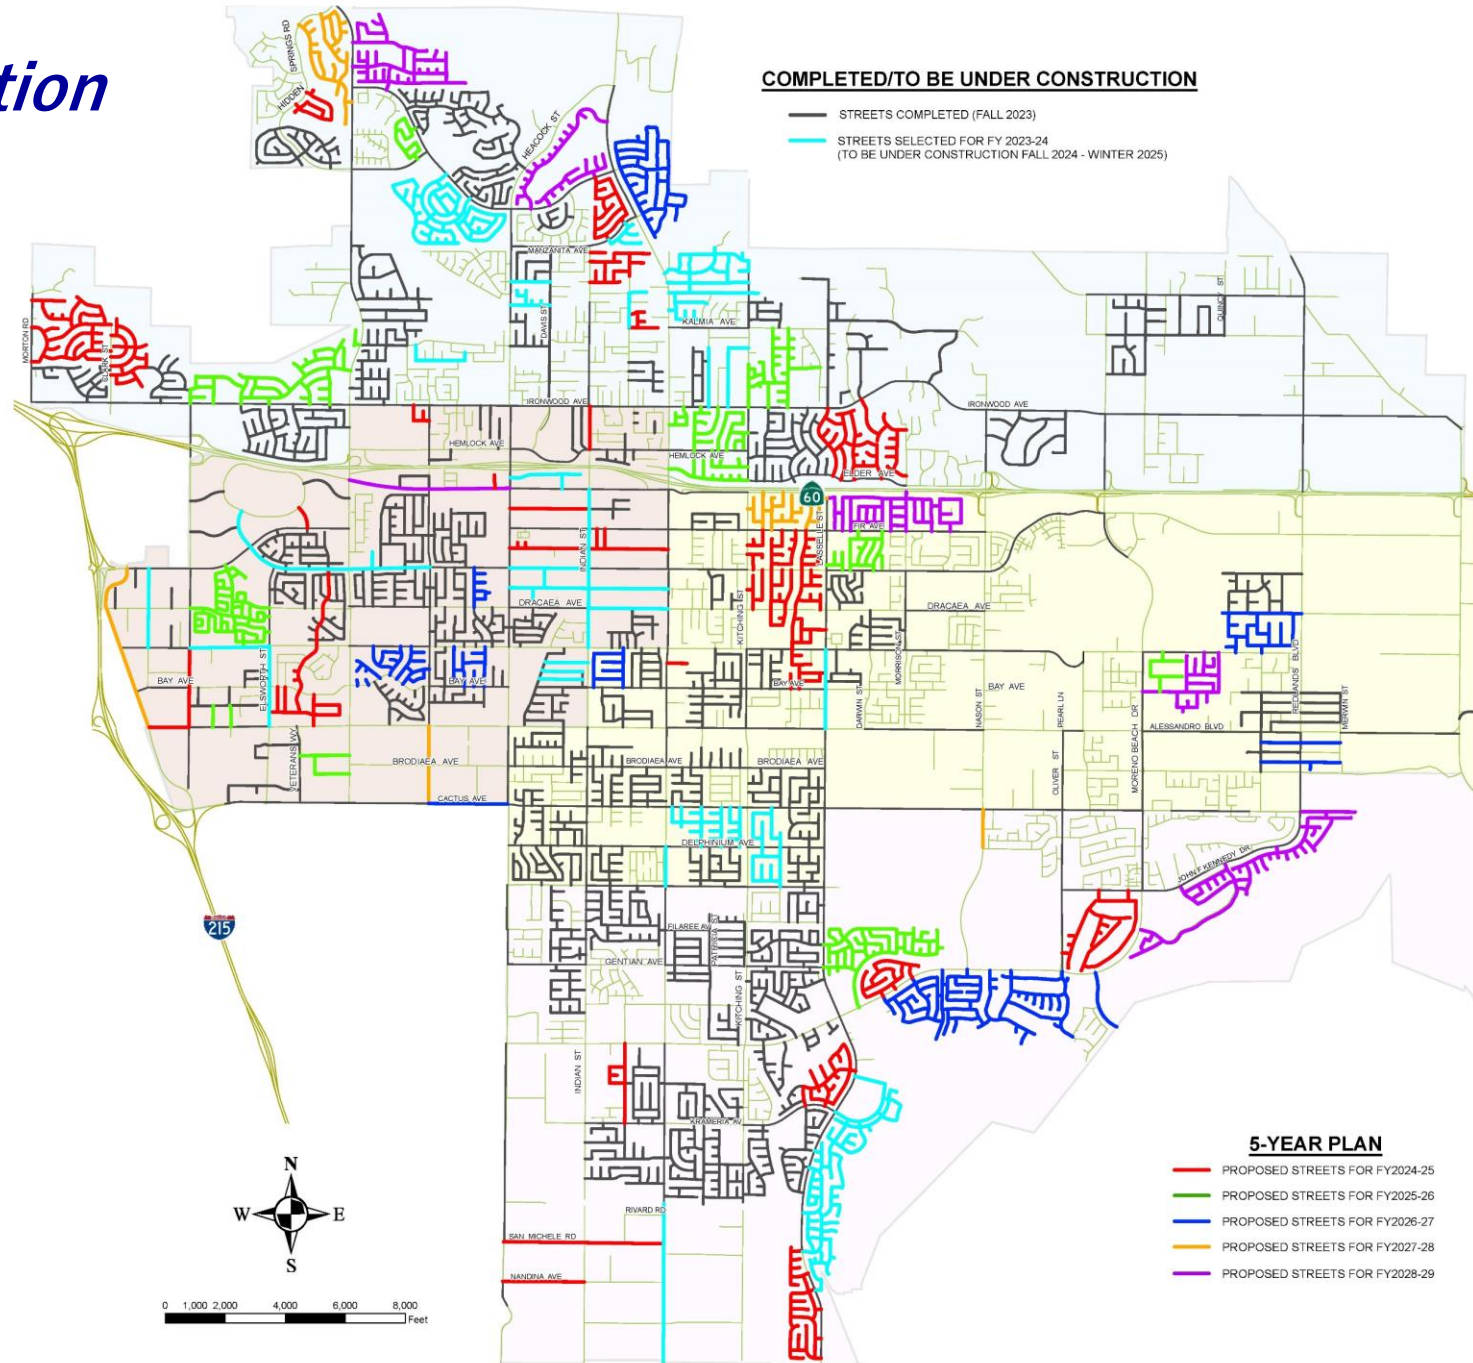 tion
COMPLETED/TO BE UNDER CONSTRUCTION
STREETS COMPLETED (FALL 2023)
STREETS SELECTED FOR FY 2023-24
(TO BE UNDER CONSTRUCTION FALL 2024 - WINTER 2025)
HIDDEN SPRINGS RD
HEACOCK ST
MANZANITA AVE
DAVIS ST
KALMIA AVE
QUINCY ST
MORTON RD
CLARK ST
IRONWOOD AVE
IRONWOOD AVE
HEMLOCK AVE
HEMLOCK AVE
ELDER AVE
60
FIR AVE
INDIAN ST
LASSELLE ST
DRACAEA AVE
DRACAEA AVE
KITCHING ST
MORRISON ST
ELSWORTH ST
BAY AVE
BAY AVE
BAY AVE
BAY AVE
DARWIN ST
NASON ST
PEARL LN
MORENO BEACH DR
REDLANDS BLVD
MERWIN ST
ALESSANDRO BLVD
VETERANS WY
BRODIAEA AVE
BRODIAEA AVE
BRODIAEA AVE
OLIVER ST
CACTUS AVE
DELPHINIUM AVE
JOHN F KENNEDY DR
215
FILAREE AV
PATRICIA ST
GENTIAN AVE
KITCHING ST
INDIAN ST
KRAMERIA AV
5-YEAR PLAN
PROPOSED STREETS FOR FY2024-25
PROPOSED STREETS FOR FY2025-26
PROPOSED STREETS FOR FY2026-27
PROPOSED STREETS FOR FY2027-28
PROPOSED STREETS FOR FY2028-29
N
W E
S
RIVARD RD
SAN MICHELE RD
NANDINA AVE
0 1,000 2,000 4,000 6,000 8,000
Feet